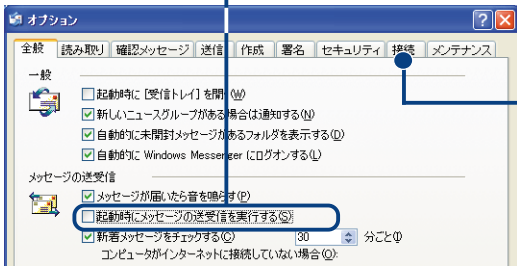 オプション
全般 読み取り 確認メッセージ 送信 作成 署名 セキュリティ 接続 メンテナンス
一般
起動時に [受信トレイ] を開く(W)
新しいニュースグループがある場合は通知する(N)
自動的に未開封メッセージがあるフォルダを表示する(D)
自動的に Windows Messenger にログオンする(L)
メッセージの送受信
メッセージが届いたら音を鳴らす(P)
起動時にメッセージの送受信を実行する(S)
新着メッセージをチェックする(C) 30 分ごと(I)
コンピュータがインターネットに接続していない場合(O):